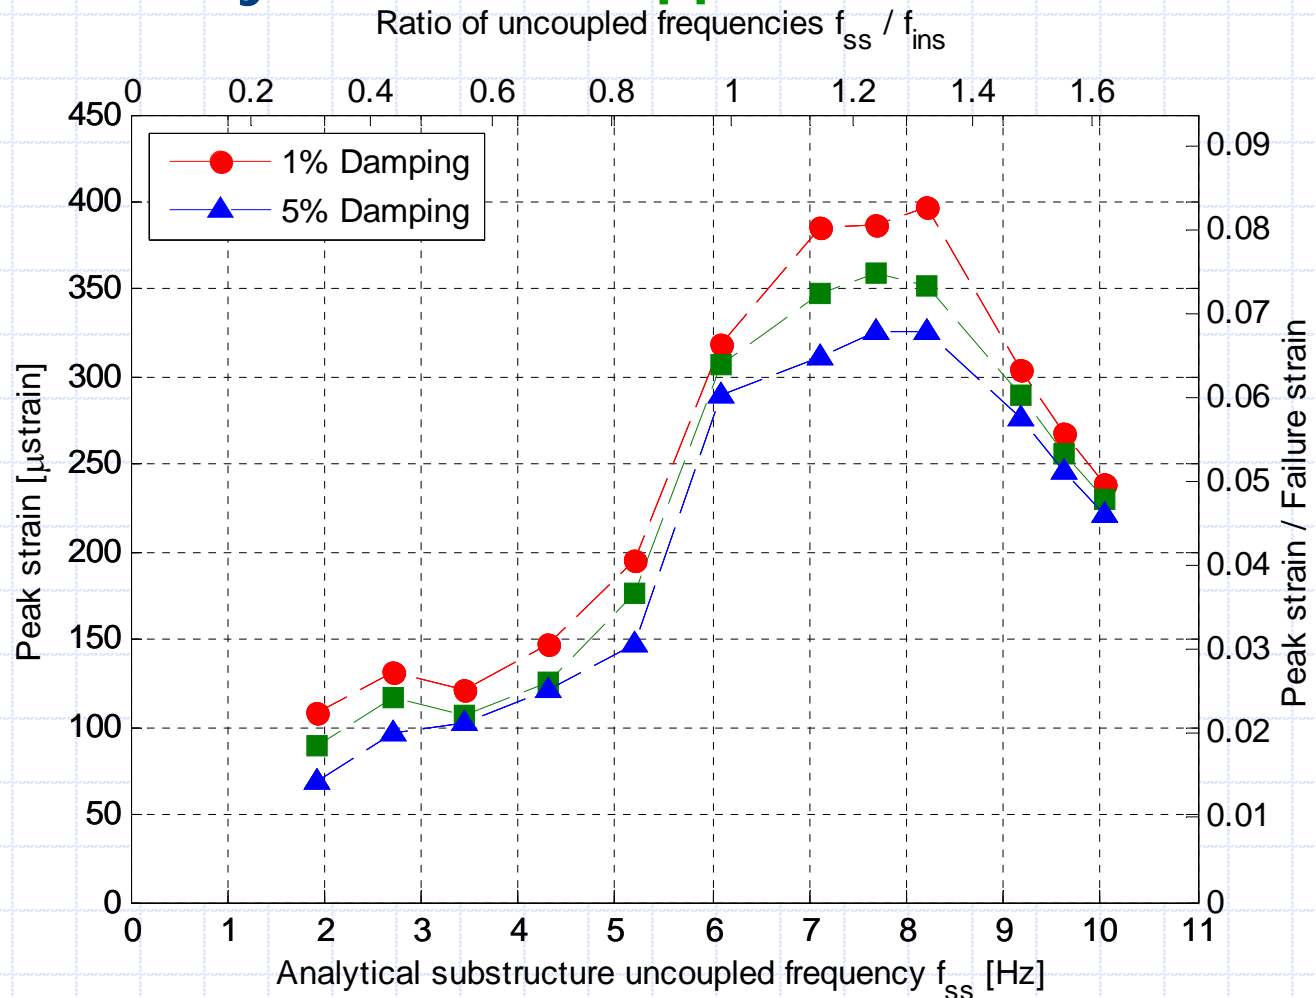 Ratio of uncoupled frequencies fss / fins
0 0.2 0.4 0.6 0.8 1 1.2 1.4 1.6
450
400
350
300
250
200
150
100
50
0
1% Damping
5% Damping
0.09
0.08
0.07
0.06
0.05
0.04
0.03
0.02
0.01
0
Peak strain [μstrain]
Peak strain / Failure strain
0 1 2 3 4 5 6 7 8 9 10 11
Analytical substructure uncoupled frequency fss [Hz]